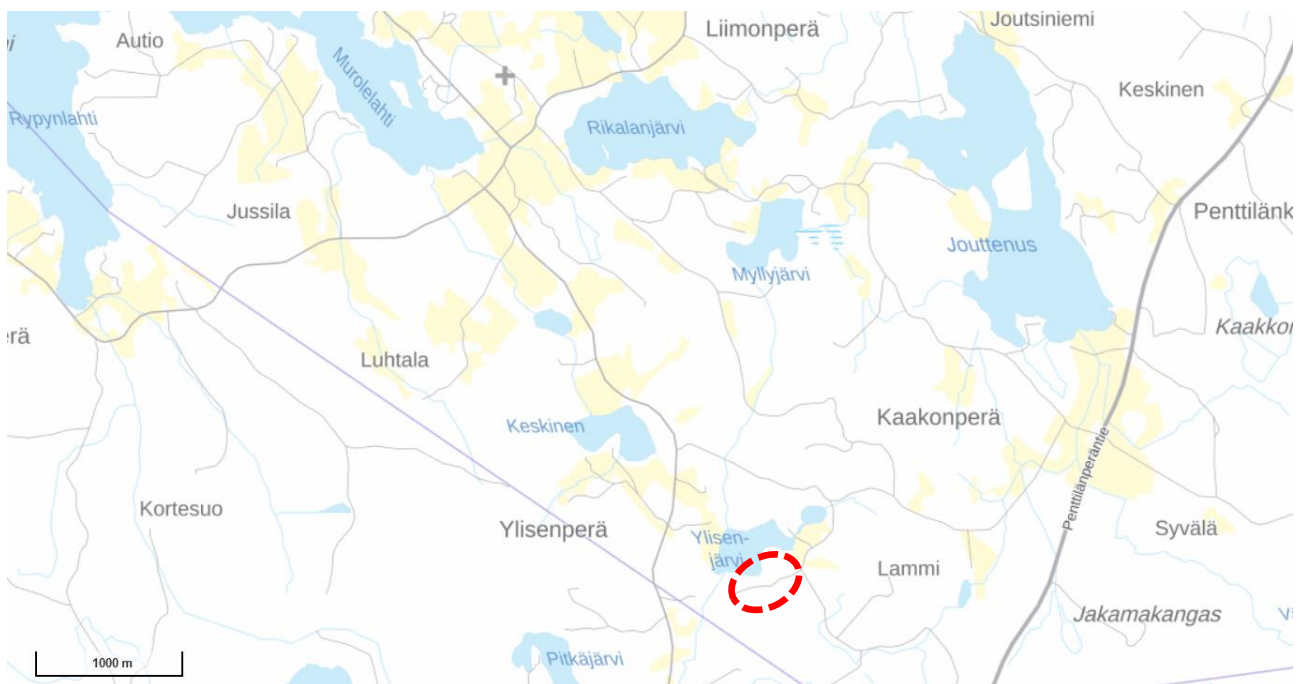 Liimonperä
Joutsiniemi
Autio
Murolelahti
Keskinen
Rypynlahti
Rikalanjärvi
Jussila
Penttilänk
Jouttenus
Myllyjärvi
Kaakkor
erä
Luhtala
Keskinen
Kaakonperä
Penttilänperäntie
Kortesuo
Ylisenperä
Ylisen-
järvi
Syvälä
Lammi
Jakamakangas
Pitkäjärvi
1000 m